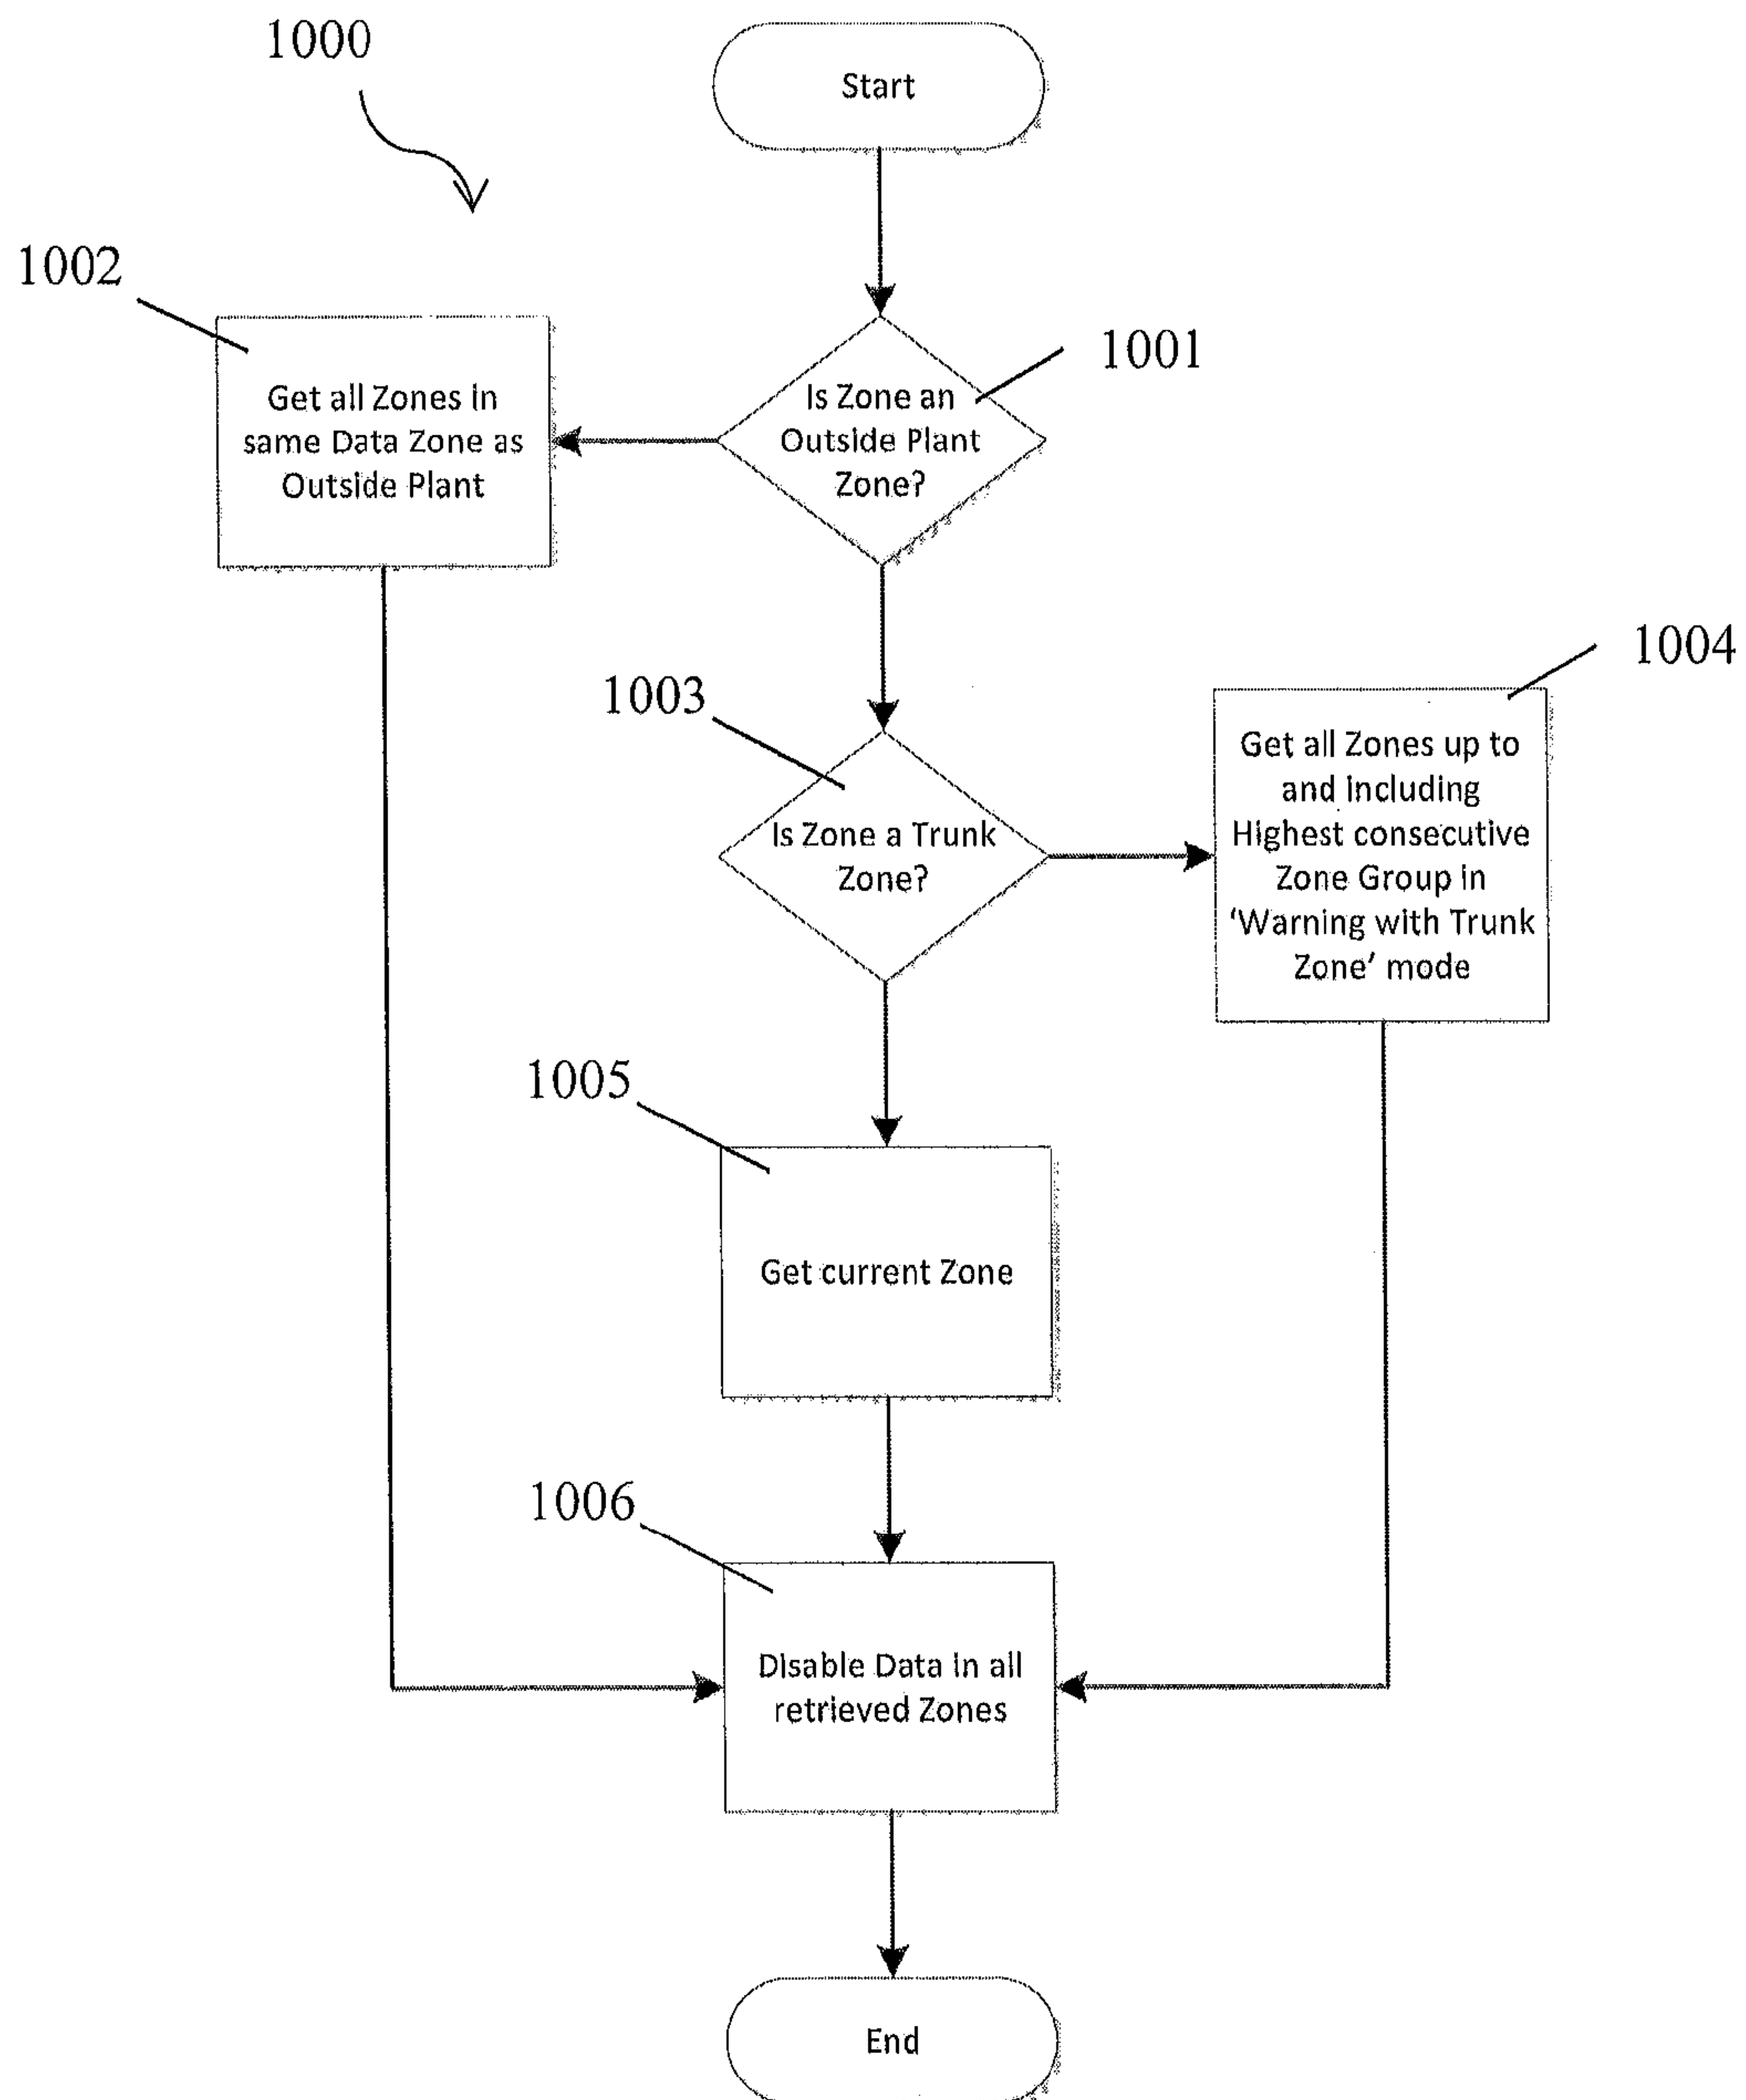 1000
Start
1002
1001
Get all Zones in
same Data Zone as
Outside Plant
Is Zone an
Outside Plant
Zone?
1004
1003
Get all Zones up to
and including
Highest consecutive
Zone Group in
'Warning with Trunk
Zone' mode
Is Zone a Trunk
Zone?
1005
Get current Zone
1006
Disable Data in all
retrieved Zones
End